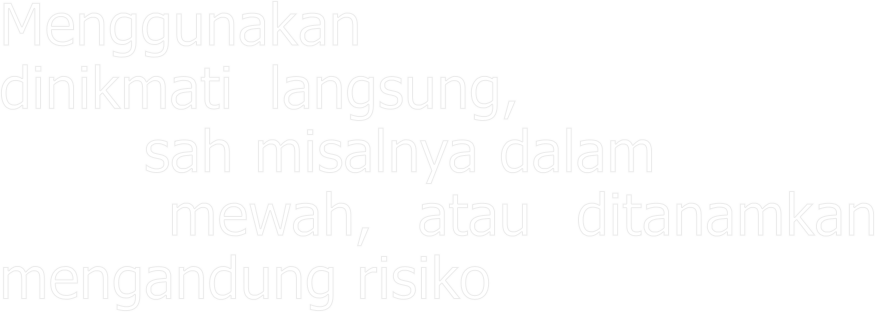 Menggunakan
dinikmati langsung,
sah misalnya dalam
mewah, atau ditanamkan
mengandung risiko